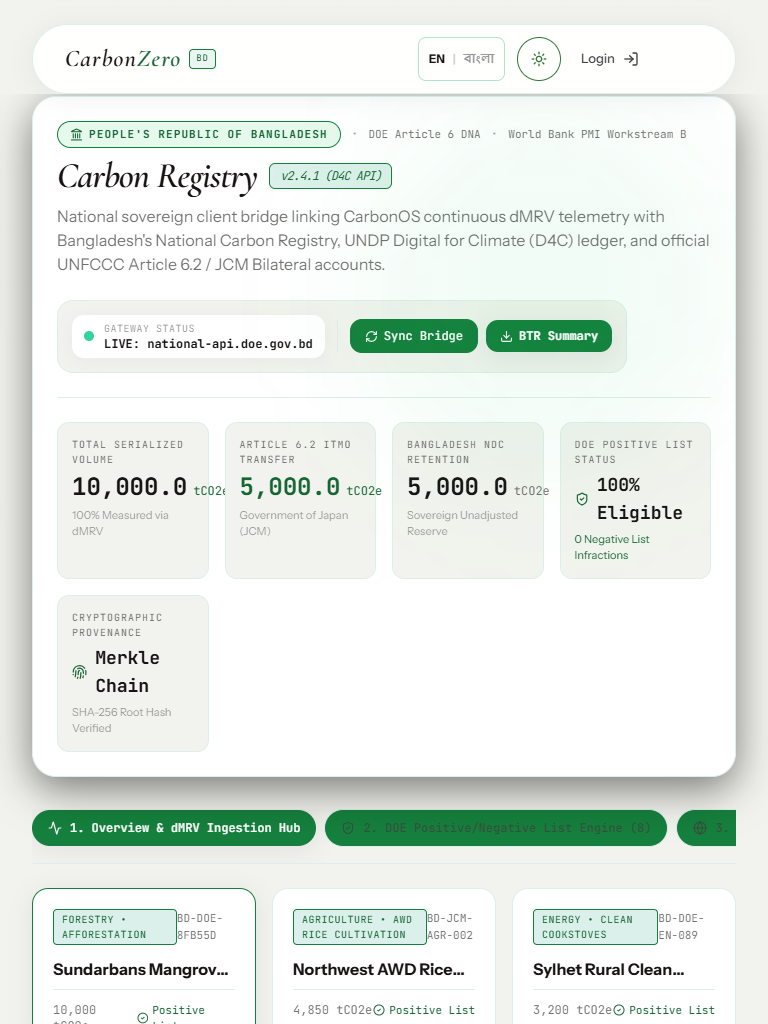 CarbonZero BD
EN | বাংলা
Login
PEOPLE'S REPUBLIC OF BANGLADESH · DOE Article 6 DNA · World Bank PMI Workstream B
Carbon Registry v2.4.1 (D4C API)
National sovereign client bridge linking CarbonOS continuous dMRV telemetry with
Bangladesh's National Carbon Registry, UNDP Digital for Climate (D4C) ledger, and official
UNFCCC Article 6.2 / JCM Bilateral accounts.
GATEWAY STATUS
LIVE: national-api.doe.gov.bd
Sync Bridge
BTR Summary
TOTAL SERIALIZED
VOLUME
10,000.0 tCO2e
100% Measured via
dMRV
ARTICLE 6.2 ITMO
TRANSFER
5,000.0 tCO2e
Government of Japan
(JCM)
BANGLADESH NDC
RETENTION
5,000.0 tCO2e
Sovereign Unadjusted
Reserve
DOE POSITIVE LIST
STATUS
100%
Eligible
0 Negative List
Infractions
CRYPTOGRAPHIC
PROVENANCE
Merkle
Chain
SHA-256 Root Hash
Verified
1. Overview & dMRV Ingestion Hub
2. DOE Positive/Negative List Engine (8)
3.
FORESTRY •
AFFORESTATION
BD-DOE-
8FB55D
Sundarbans Mangrov...
10,000
Positive
AGRICULTURE • AWD
RICE CULTIVATION
BD-JCM-
AGR-002
Northwest AWD Rice...
4,850 tCO2e
Positive List
ENERGY • CLEAN
COOKSTOVES
BD-DOE-
EN-089
Sylhet Rural Clean...
3,200 tCO2e
Positive List